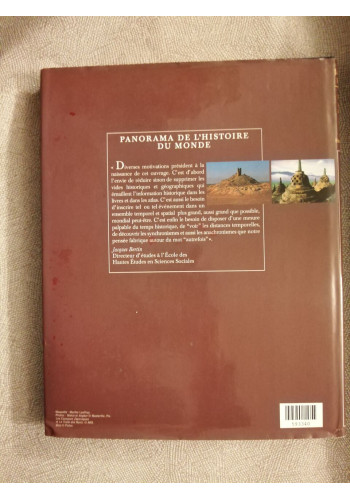 PANORAMA DE L'HISTOIRE
DU MONDE
« Diverses motivations président à la
naissance de cet ouvrage. C'est d'abord
l'envie de réduire sinon de supprimer les
vides historiques et géographiques qui
émaillent l'information historique dans les
livres et dans les atlas. C'est aussi le besoin
d'inscrire tel ou tel événement dans un
ensemble temporel et spatial plus grand, aussi grand que possible,
mondial peut-être. C'est enfin le besoin de disposer d'une mesure
palpable du temps historique, de "voir" les distances temporelles,
de découvrir les synchronismes et aussi les anachronismes que notre
pensée fabrique autour du mot "autrefois". »
Jacques Bertin
Directeur d'études à l'École des
Hautes Études en Sciences Sociales